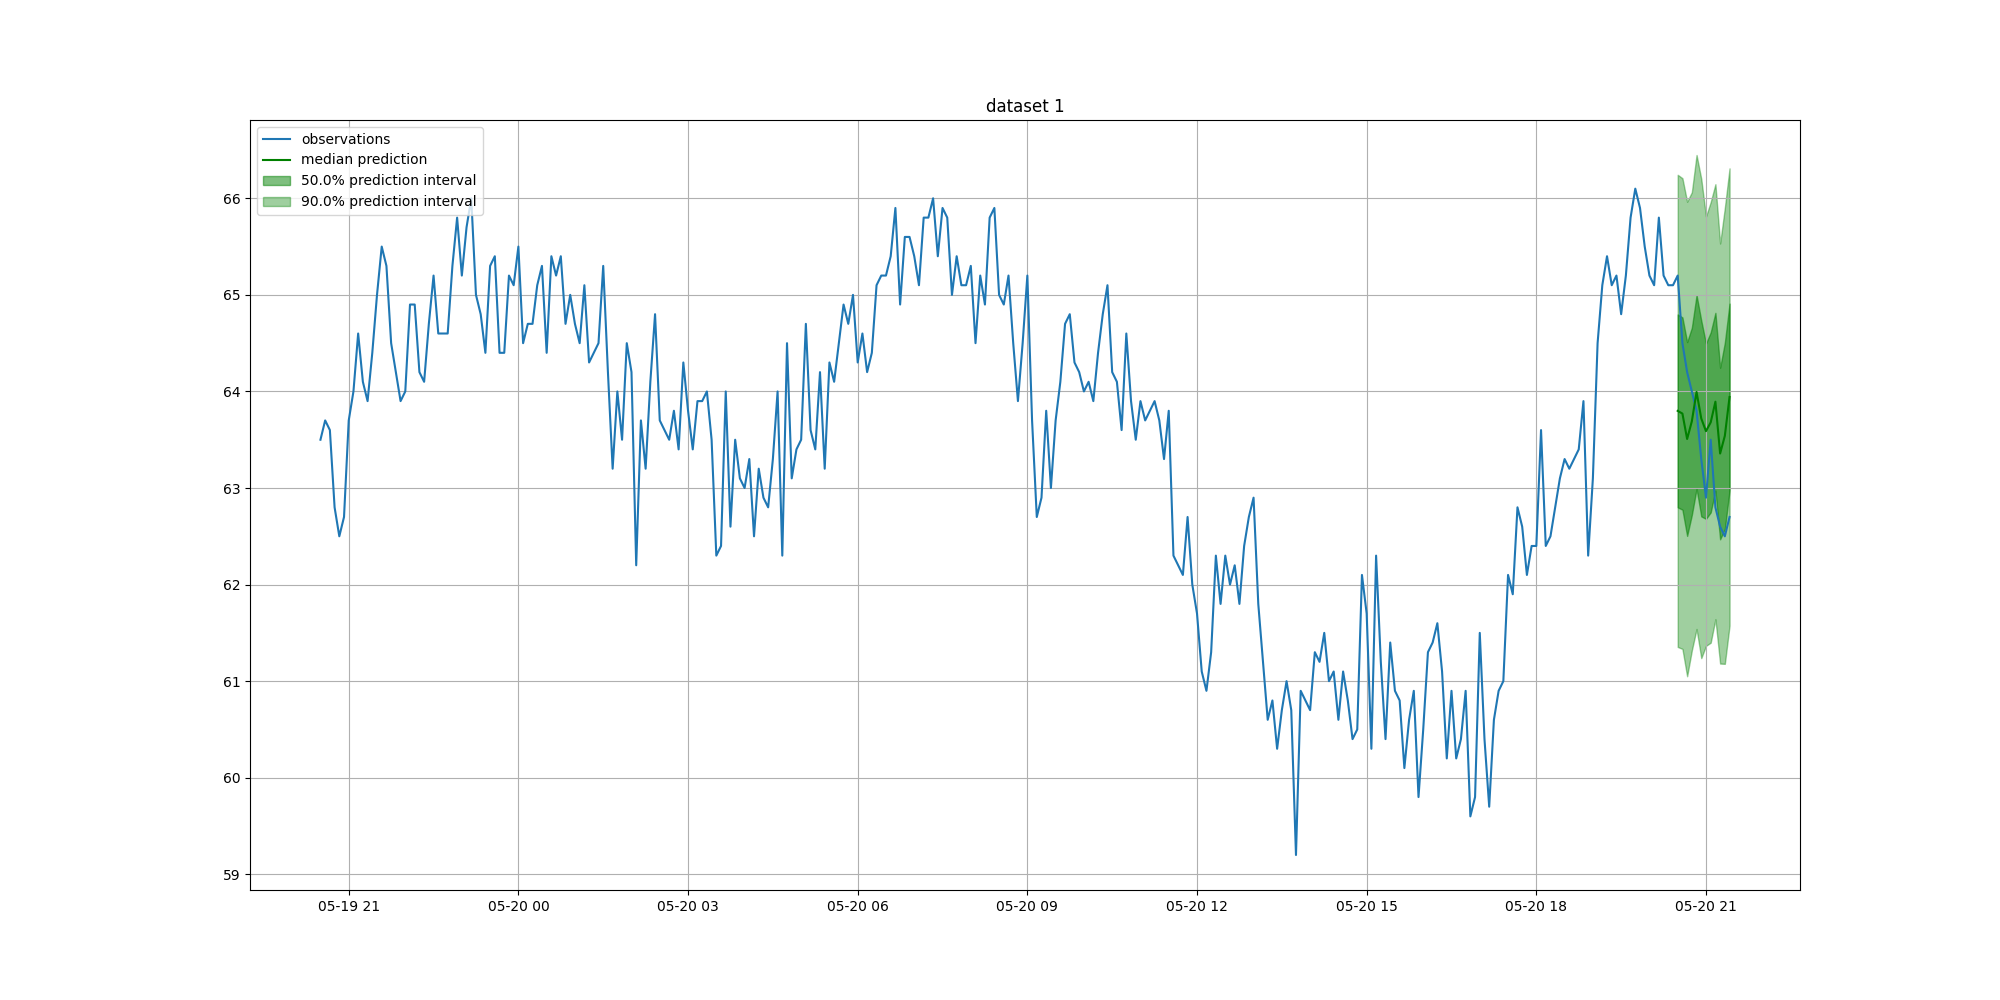 dataset 1
observations
median prediction
50.0% prediction interval
90.0% prediction interval
66
65
64
63
62
61
60
59
05-19 21 05-20 00 05-20 03 05-20 06 05-20 09 05-20 12 05-20 15 05-20 18 05-20 21